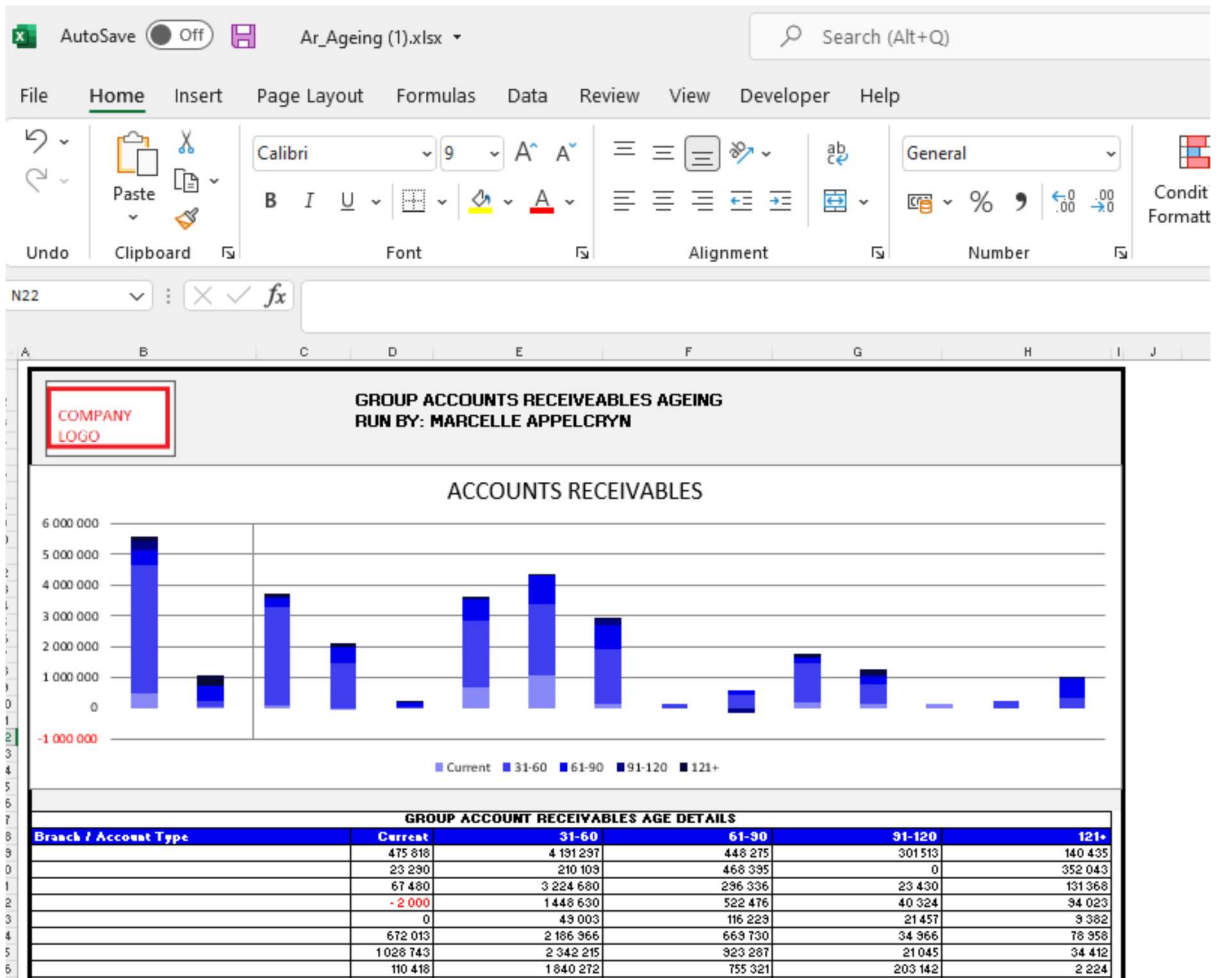 AutoSave Off Ar_Ageing (1).xlsx Search (Alt+Q)
File Home Insert Page Layout Formulas Data Review View Developer Help
Calibri 9 General
Paste
Condit
Formatt
Undo Clipboard Font Alignment Number
N22 fx
A B C D E F G H I J
COMPANY
LOGO
GROUP ACCOUNTS RECEIVEABLES AGEING
RUN BY: MARCELLE APPELCRYN
ACCOUNTS RECEIVABLES
6 000 000
5 000 000
4 000 000
3 000 000
2 000 000
1 000 000
0
-1 000 000
Current 31-60 61-90 91-120 121+
GROUP ACCOUNT RECEIVABLES AGE DETAILS
Branch / Account Type Current 31-60 61-90 91-120 121+
475 818 4 191 297 448 275 301 513 140 435
23 290 210 109 468 395 0 352 043
67 480 3 224 680 296 336 23 430 131 368
- 2 000 1 448 630 522 476 40 324 94 023
0 49 003 116 229 21 457 9 382
672 013 2 186 966 669 730 34 966 78 958
1 028 743 2 342 215 923 287 21 045 34 412
110 418 1 840 272 755 321 203 142 2 224